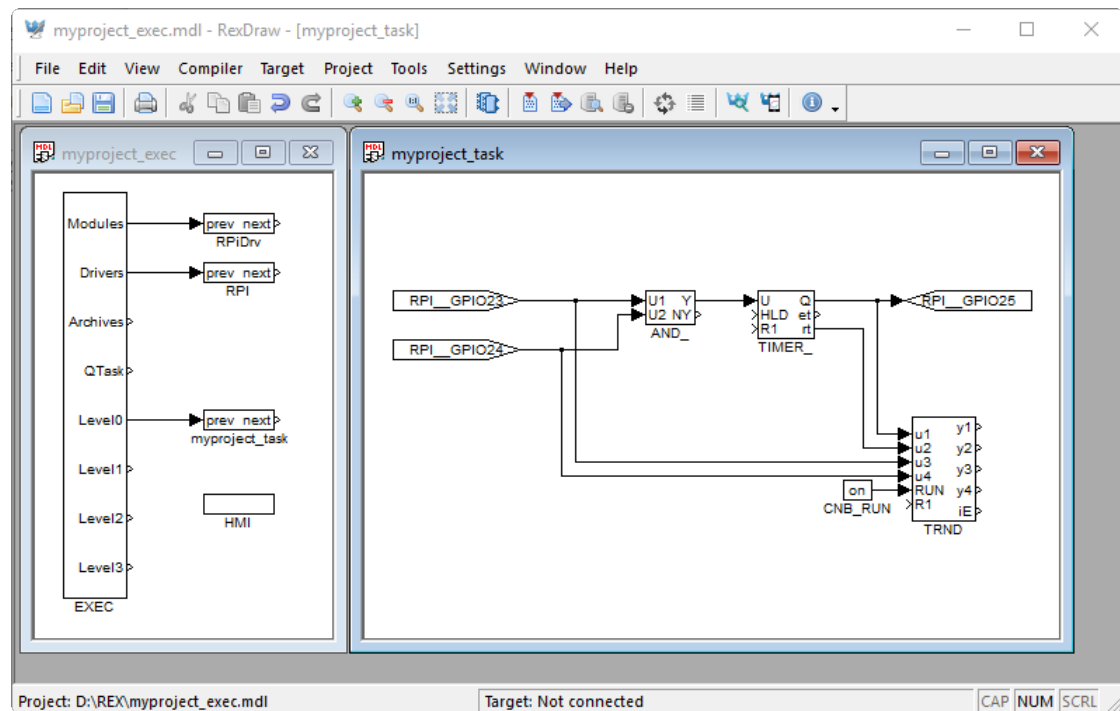 myproject_exec.mdl - RexDraw - [myproject_task]
File Edit View Compiler Target Project Tools Settings Window Help
MDL myproject_exec
Modules
prev next
RPiDrv
Drivers
prev next
RPI
Archives
QTask
Level0
prev next
myproject_task
Level1
Level2
HMI
Level3
EXEC
MDL myproject_task
RPI__GPIO23
RPI__GPIO24
U1 Y
U2 NY
AND_
U Q
HLD et
R1 rt
TIMER_
RPI__GPIO25
u1 y1
u2 y2
u3 y3
u4 y4
RUN
R1 iE
TRND
on
CNB_RUN
Project: D:\REX\myproject_exec.mdl
Target: Not connected
CAP NUM SCRL